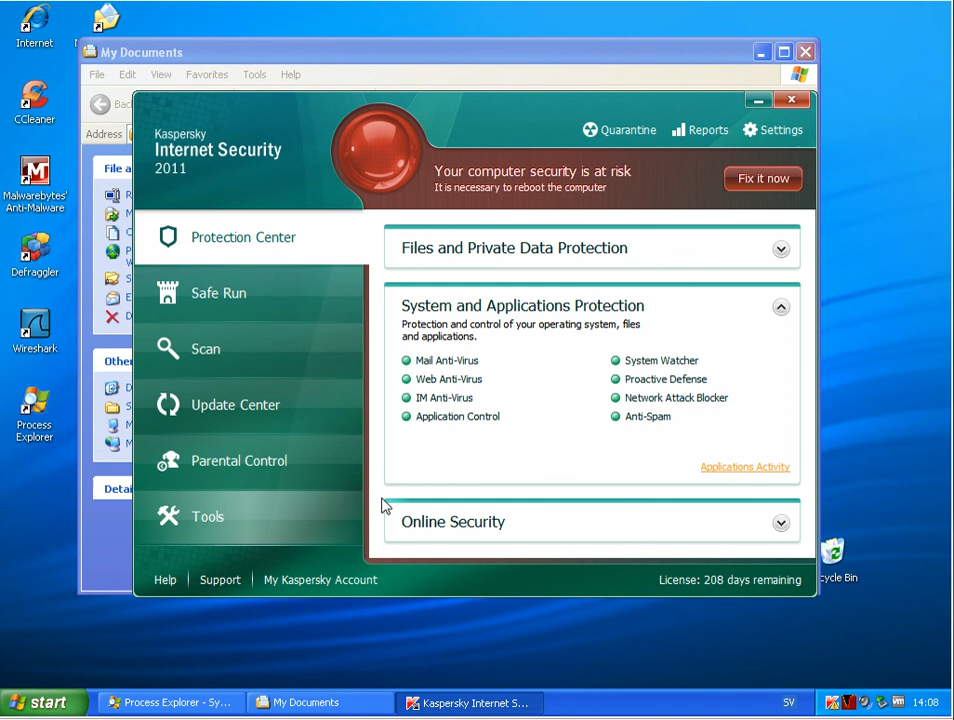 Internet
CCleaner
Malwarebytes'
Anti-Malware
Defraggler
Wireshark
Process
Explorer
My Documents
File Edit View Favorites Tools Help
Address
File
Other
Kaspersky
Internet Security
2011
Quarantine Reports Settings
Your computer security is at risk
It is necessary to reboot the computer
Fix it now
Protection Center
Safe Run
Scan
Update Center
Parental Control
Tools
Files and Private Data Protection
System and Applications Protection
Protection and control of your operating system, files
and applications.
Mail Anti-Virus System Watcher
Web Anti-Virus Proactive Defense
IM Anti-Virus Network Attack Blocker
Application Control Anti-Spam
Applications Activity
Online Security
Help Support My Kaspersky Account License: 208 days remaining
cycle Bin
start Process Explorer - Sy... My Documents Kaspersky Internet S... SV 14:08